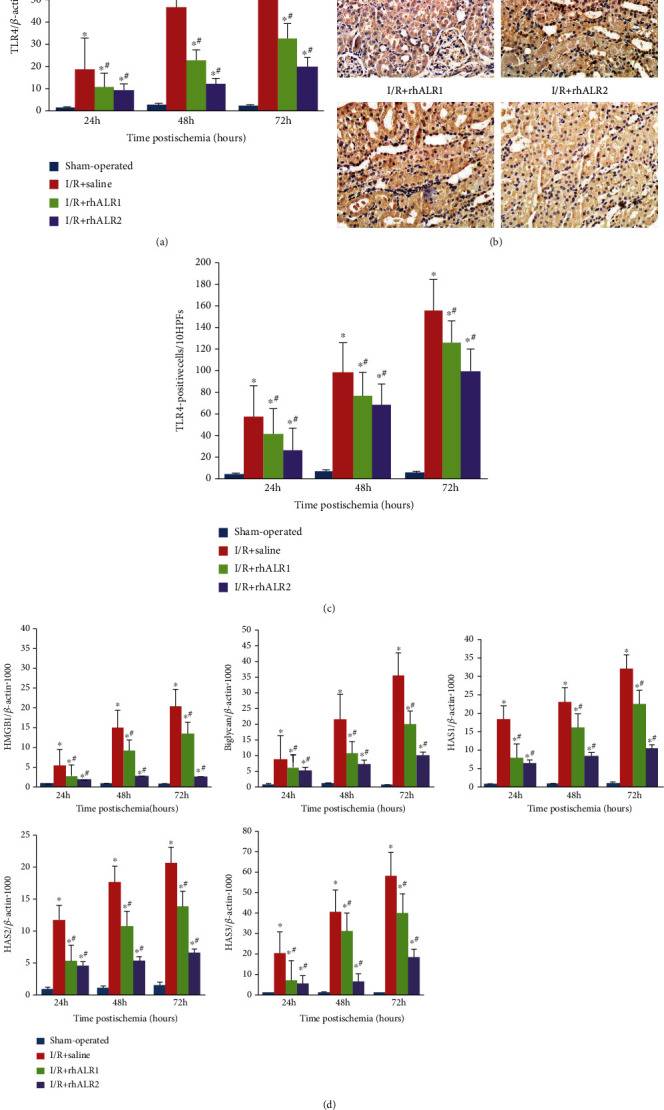 TLR4/β-actin
50
40
30
20
10
0
* *# *#
*# *#
*# *#
24h 48h 72h
Time postischemia (hours)
Sham-operated
I/R+saline
I/R+rhALR1
I/R+rhALR2
(a)
I/R+rhALR1 I/R+rhALR2
(b)
TLR4-positive cells/10HPFs
200
180
160
140
120
100
80
60
40
20
0
* *# *#
* *# *#
* *# *#
24h 48h 72h
Time postischemia (hours)
Sham-operated
I/R+saline
I/R+rhALR1
I/R+rhALR2
(c)
HMGB1/β-actin*1000
40
35
30
25
20
15
10
5
0
* *# *#
* *# *#
* *# *#
24h 48h 72h
Time postischemia(hours)
Biglycan/β-actin*1000
50
45
40
35
30
25
20
15
10
5
0
* *# *#
* *# *#
* *# *#
24h 48h 72h
Time postischemia (hours)
HAS1/β-actin*1000
40
35
30
25
20
15
10
5
0
* *# *#
* *# *#
* *# *#
24h 48h 72h
Time postischemia (hours)
HAS2/β-actin*1000
25
20
15
10
5
0
* *# *#
* *# *#
* *# *#
24h 48h 72h
Time postischemia (hours)
HAS3/β-actin*1000
80
70
60
50
40
30
20
10
0
* *# *#
* *# *#
* *# *#
24h 48h 72h
Time postischemia (hours)
Sham-operated
I/R+saline
I/R+rhALR1
I/R+rhALR2
(d)